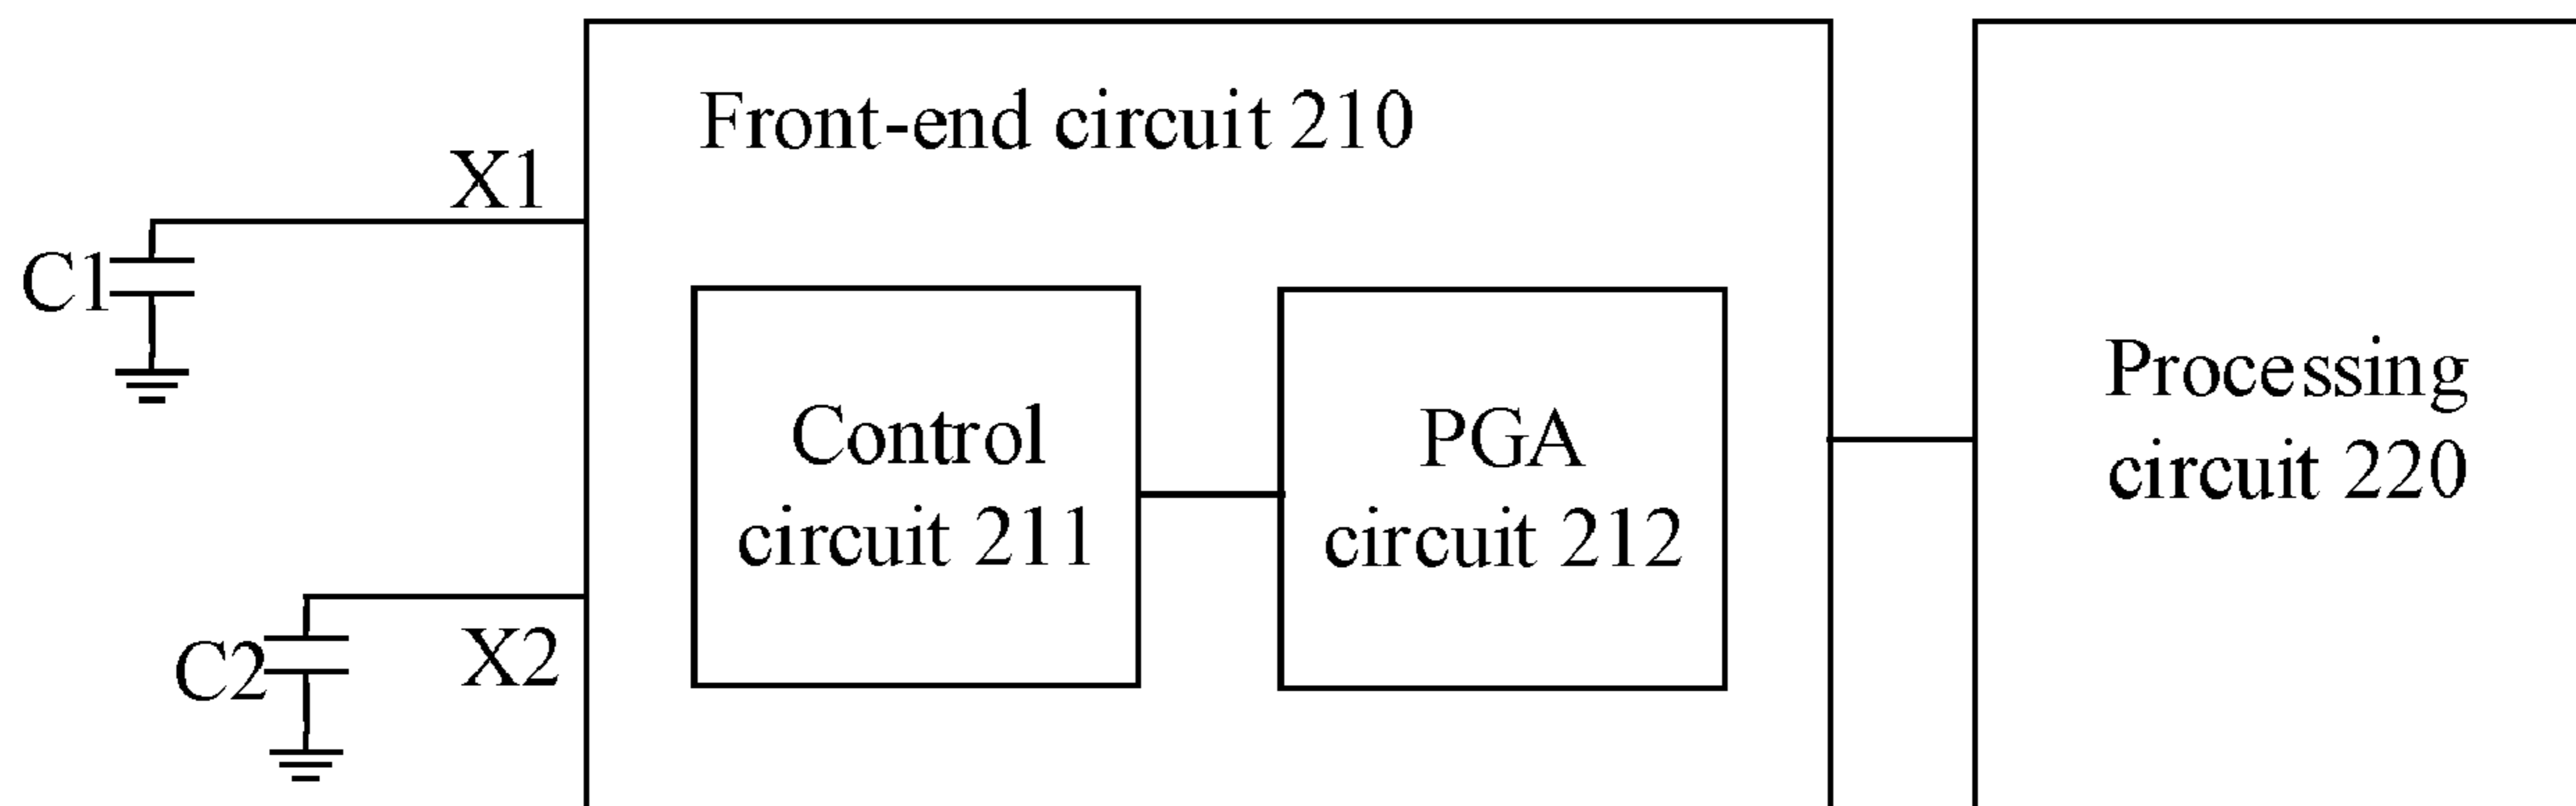 Front-end circuit 210
X1
C1
Control
circuit 211
PGA
circuit 212
Processing
circuit 220
X2
C2